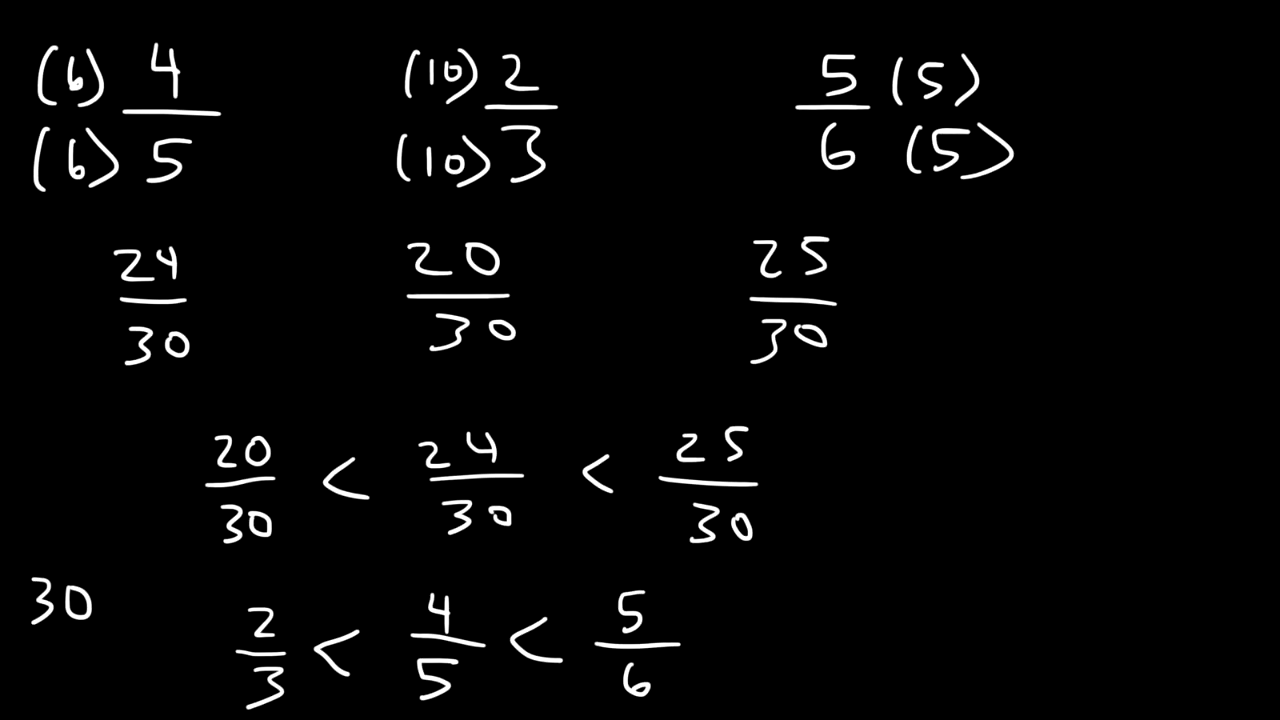 (6) 4/(6) 5 (10) 2/(10) 3 5 (5)/6 (5)
24/30 20/30 25/30
20/30 < 24/30 < 25/30
30 2/3 < 4/5 < 5/6